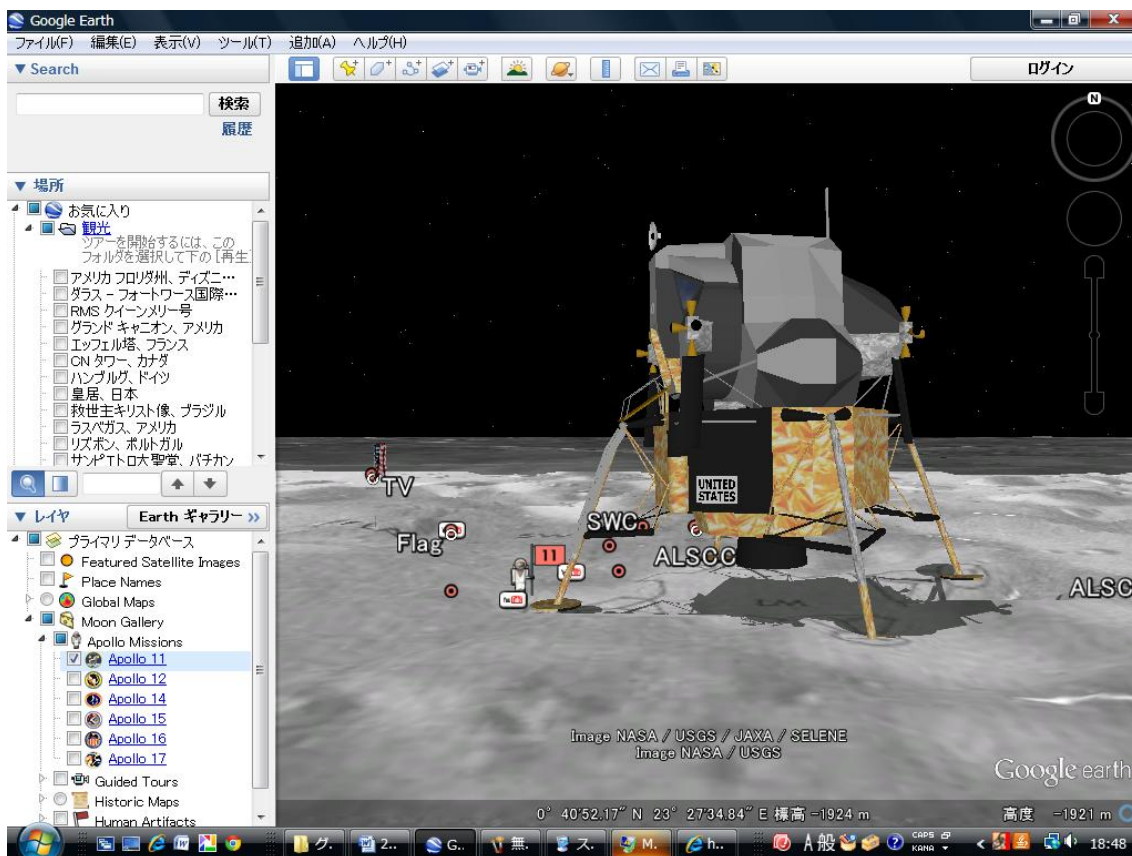 Google Earth
ファイル(F) 編集(E) 表示(V) ツール(T) 追加(A) ヘルプ(H)
▼ Search
ログイン
検索
履歴
N
▼ 場所
お気に入り
観光
ツアーを開始するには、この
フォルダを選択して下の [再生]
アメリカ フロリダ州、ディズニ…
ダラス – フォートワース国際…
RMS クイーンメリー号
グランド キャニオン、アメリカ
エッフェル塔、フランス
CN タワー、カナダ
ハンブルグ、ドイツ
皇居、日本
救世主キリスト像、ブラジル
ラスベガス、アメリカ
リズボン、ポルトガル
サンピエトロ大聖堂、バチカン
▼ レイヤ
Earth ギャラリー >>
プライマリ データベース
Featured Satellite Images
Place Names
Global Maps
Moon Gallery
Apollo Missions
Apollo 11
Apollo 12
Apollo 14
Apollo 15
Apollo 16
Apollo 17
Guided Tours
Historic Maps
Human Artifacts
UNITED
STATES
TV
Flag
SWC
11
ALSCC
ALSC
LM
Image NASA / USGS / JAXA / SELENE
Image NASA / USGS
Google earth
0° 40'52.17" N 23° 27'34.84" E 標高 -1924 m
高度 -1921 m
グ.
2..
G..
無.
ス.
M.
h..
A 般
CAPS
KANA
18:48